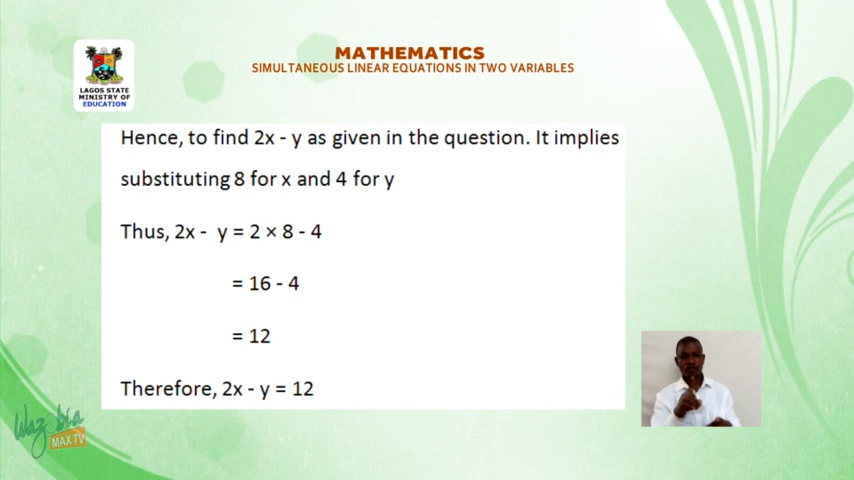 MATHEMATICS
SIMULTANEOUS LINEAR EQUATIONS IN TWO VARIABLES
LAGOS STATE
MINISTRY OF
EDUCATION
Hence, to find 2x - y as given in the question. It implies
substituting 8 for x and 4 for y
Thus, 2x - y = 2 × 8 - 4
= 16 - 4
= 12
Therefore, 2x - y = 12
Wazobia
MAX TV